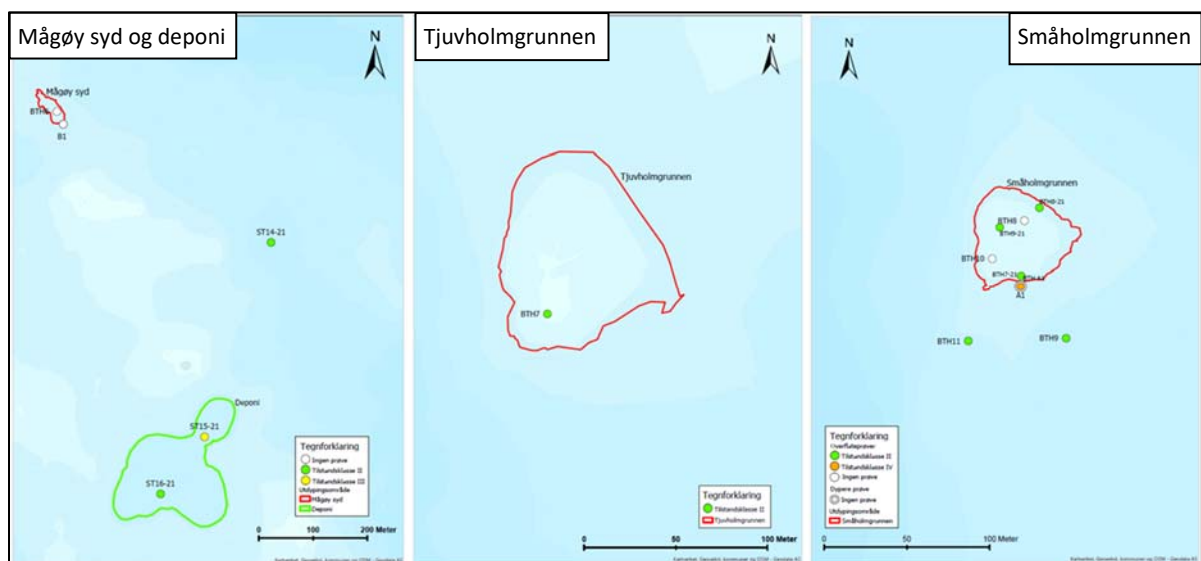 Mågøy syd og deponi
N
Mågøy syd
B1
ST14-21
Deponi
ST15-21
ST16-21
Tegnforklaring
Ingen prøve
Tilstandsklasse II
Tilstandsklasse III
Utdypingsområde
Mågøy syd
Deponi
0 100 200 Meter
Tjuvholmgrunnen
N
Tjuvholmgrunnen
BTH7
Tegnforklaring
Tilstandsklasse II
Tjuvholmgrunnen
0 50 100 Meter
Småholmgrunnen
N
Småholmgrunnen
BTH8-21
BTH8
BTH9-21
BTH10
BTH7-21
A1
BTH11
BTH9
Tegnforklaring
Overflateprøver
Tilstandsklasse II
Tilstandsklasse IV
Ingen prøve
Dypere prøve
Ingen prøve
Utdypingsområde
Småholmgrunnen
0 50 100 Meter